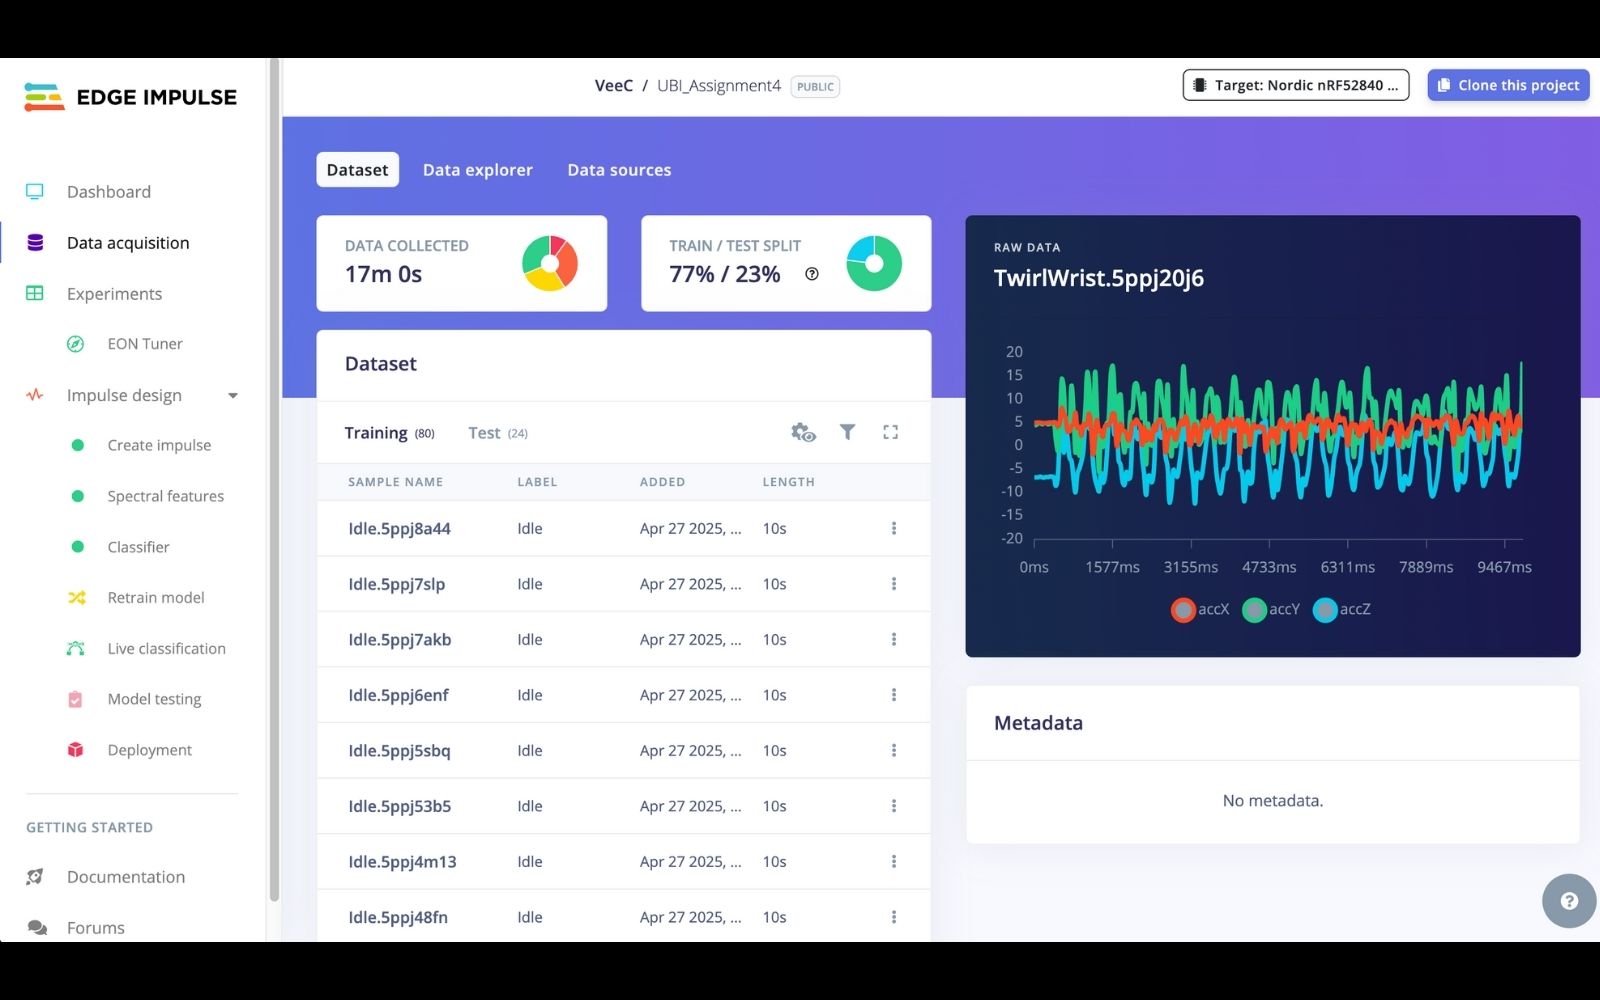 EDGE IMPULSE
Dashboard
Data acquisition
Experiments
EON Tuner
Impulse design
Create impulse
Spectral features
Classifier
Retrain model
Live classification
Model testing
Deployment
GETTING STARTED
Documentation
Forums
VeeC / UBI_Assignment4 PUBLIC
Target: Nordic nRF52840 ...
Clone this project
Dataset Data explorer Data sources
DATA COLLECTED
17m 0s
TRAIN / TEST SPLIT
77% / 23% ?
Dataset
Training (80) Test (24)
SAMPLE NAME LABEL ADDED LENGTH
Idle.5ppj8a44 Idle Apr 27 2025, ... 10s
Idle.5ppj7slp Idle Apr 27 2025, ... 10s
Idle.5ppj7akb Idle Apr 27 2025, ... 10s
Idle.5ppj6enf Idle Apr 27 2025, ... 10s
Idle.5ppj5sbq Idle Apr 27 2025, ... 10s
Idle.5ppj53b5 Idle Apr 27 2025, ... 10s
Idle.5ppj4m13 Idle Apr 27 2025, ... 10s
Idle.5ppj48fn Idle Apr 27 2025, ... 10s
RAW DATA
TwirlWrist.5ppj20j6
20
15
10
5
0
-5
-10
-15
-20
0ms 1577ms 3155ms 4733ms 6311ms 7889ms 9467ms
accX accY accZ
Metadata
No metadata.
?